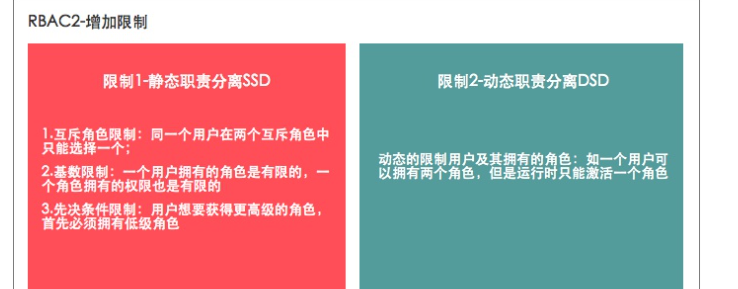 RBAC2-增加限制
限制1-静态职责分离SSD
1.互斥角色限制：同一个用户在两个互斥角色中
只能选择一个；
2.基数限制：一个用户拥有的角色是有限的，一
个角色拥有的权限也是有限的
3.先决条件限制：用户想要获得更高级的角色，
首先必须拥有低级角色
限制2-动态职责分离DSD
动态的限制用户及其拥有的角色：如一个用户可
以拥有两个角色，但是运行时只能激活一个角色